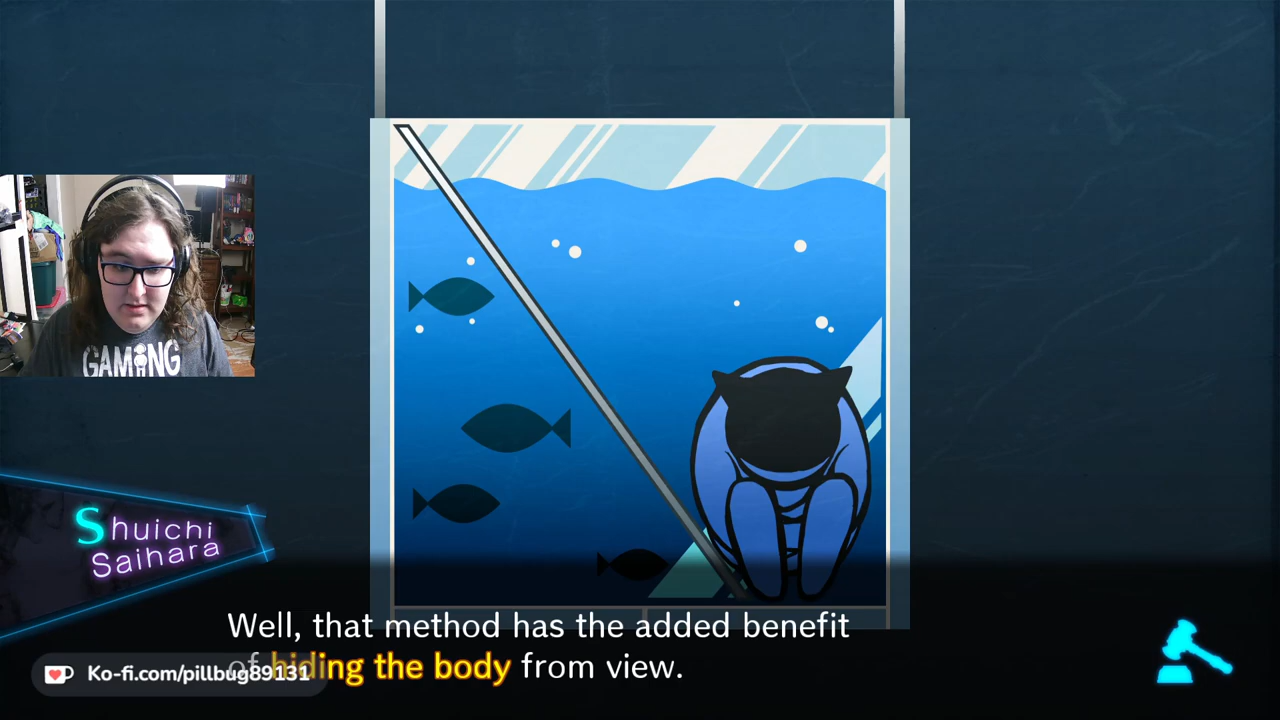 GAMING
Shuichi
Saihara
Well, that method has the added benefit
of hiding the body from view.
Ko-fi.com/pillbug89131